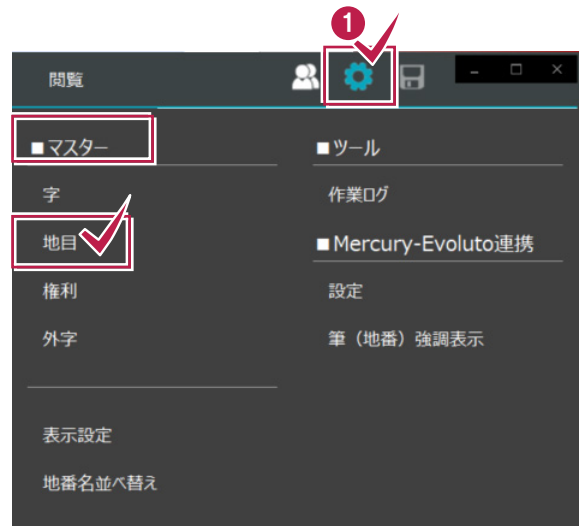 1
閲覧
■マスター
字
地目
権利
外字
表示設定
地番名並べ替え
■ツール
作業ログ
■Mercury-Evoluto連携
設定
筆（地番）強調表示